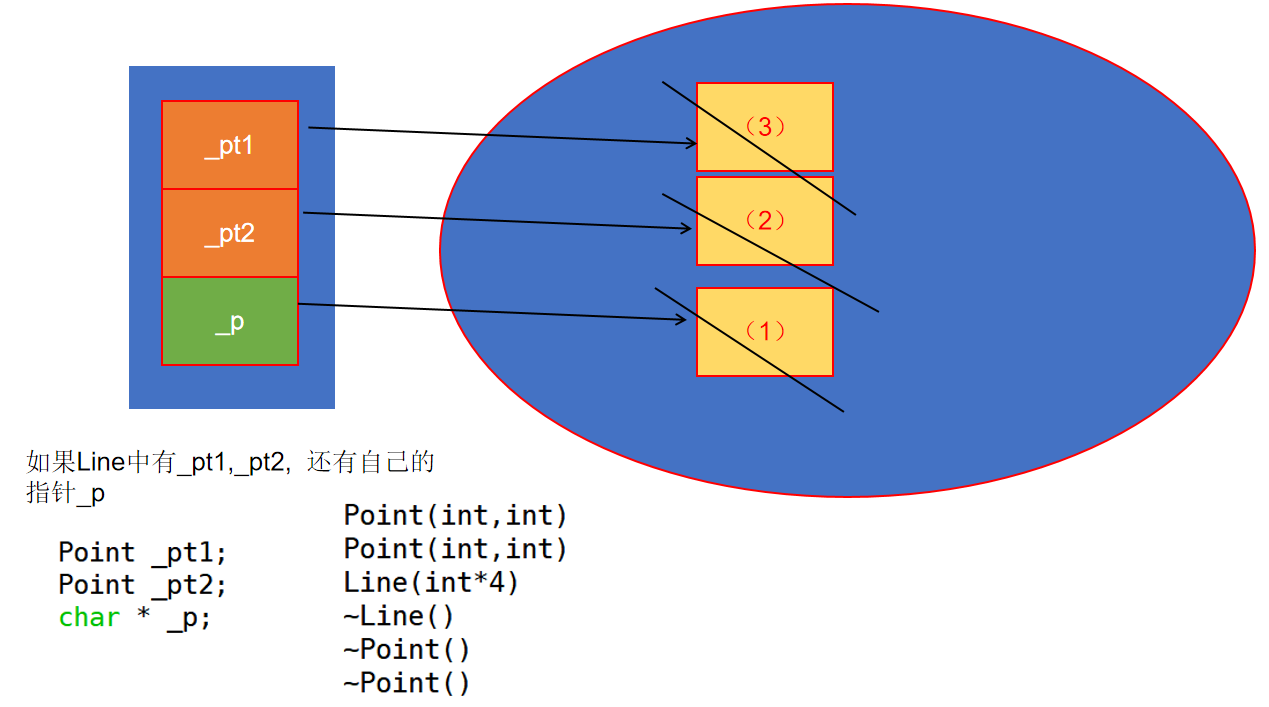 _pt1
_pt2
_p
（3）
（2）
（1）
如果Line中有_pt1,_pt2, 还有自己的
指针_p
Point _pt1;
Point _pt2;
char * _p;
Point(int,int)
Point(int,int)
Line(int*4)
~Line()
~Point()
~Point()